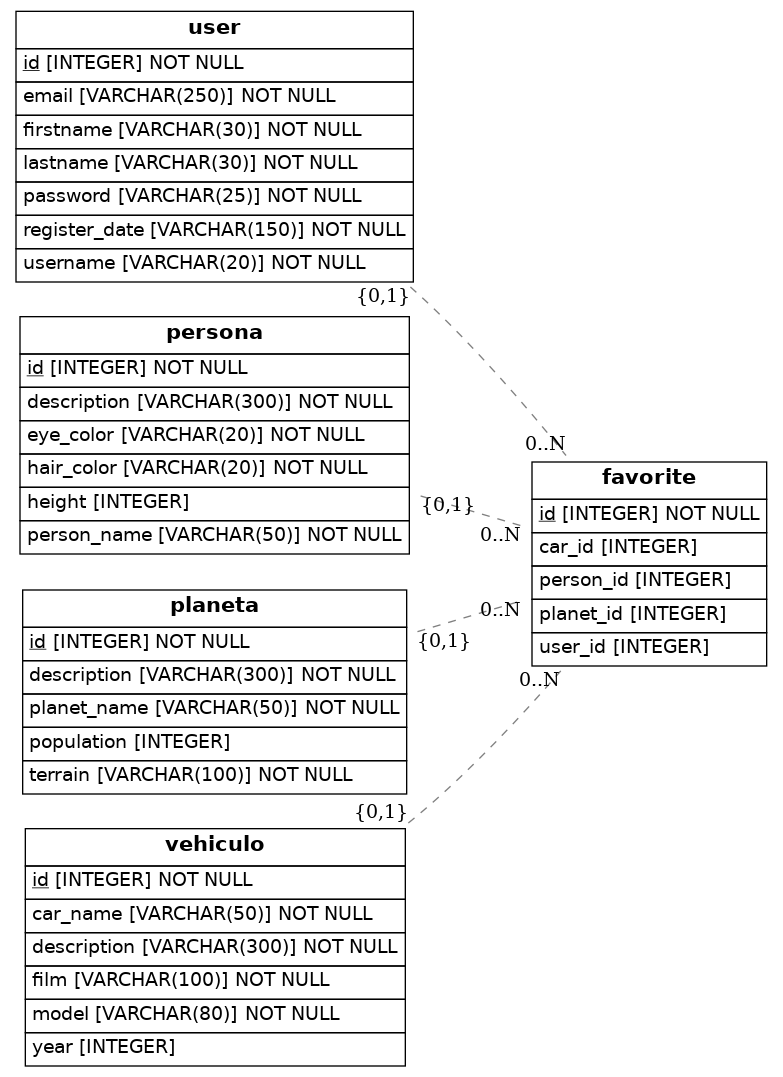 user
id [INTEGER] NOT NULL
email [VARCHAR(250)] NOT NULL
firstname [VARCHAR(30)] NOT NULL
lastname [VARCHAR(30)] NOT NULL
password [VARCHAR(25)] NOT NULL
register_date [VARCHAR(150)] NOT NULL
username [VARCHAR(20)] NOT NULL
{0,1}
persona
id [INTEGER] NOT NULL
description [VARCHAR(300)] NOT NULL
eye_color [VARCHAR(20)] NOT NULL
hair_color [VARCHAR(20)] NOT NULL
height [INTEGER]
person_name [VARCHAR(50)] NOT NULL
{0,1}
planeta
id [INTEGER] NOT NULL
description [VARCHAR(300)] NOT NULL
planet_name [VARCHAR(50)] NOT NULL
population [INTEGER]
terrain [VARCHAR(100)] NOT NULL
{0,1}
{0,1}
vehiculo
id [INTEGER] NOT NULL
car_name [VARCHAR(50)] NOT NULL
description [VARCHAR(300)] NOT NULL
film [VARCHAR(100)] NOT NULL
model [VARCHAR(80)] NOT NULL
year [INTEGER]
0..N
0..N
0..N
0..N
favorite
id [INTEGER] NOT NULL
car_id [INTEGER]
person_id [INTEGER]
planet_id [INTEGER]
user_id [INTEGER]